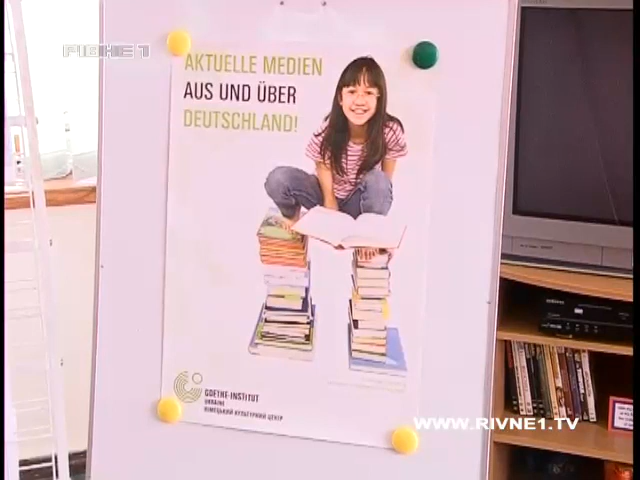 РІВНЕ 1
AKTUELLE MEDIEN
AUS UND ÜBER
DEUTSCHLAND!
GOETHE-INSTITUT
UKRAINE
НІМЕЦЬКИЙ КУЛЬТУРНИЙ ЦЕНТР
WWW.RIVNE1.TV